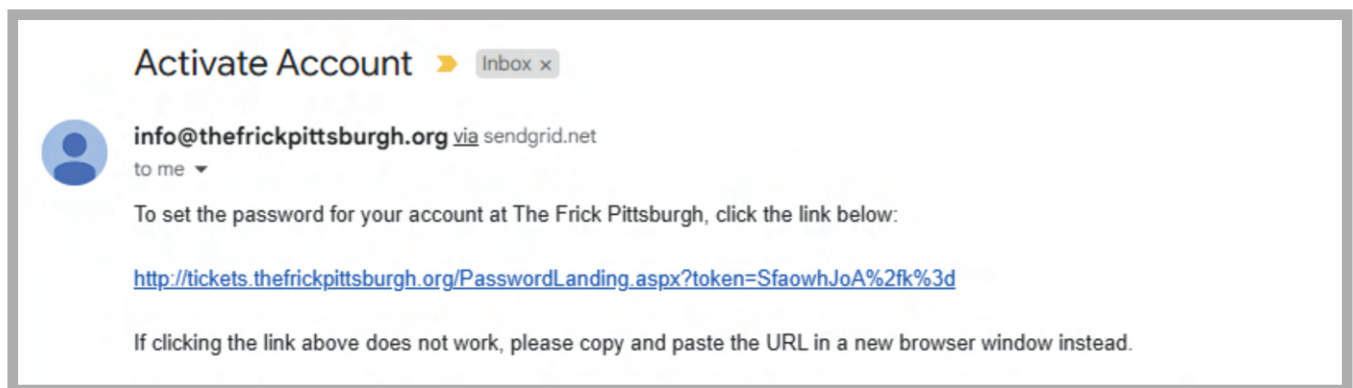 Activate Account Inbox x
info@thefrickpittsburgh.org via sendgrid.net
to me
To set the password for your account at The Frick Pittsburgh, click the link below:
http://tickets.thefrickpittsburgh.org/PasswordLanding.aspx?token=SfaowhJoA%2fk%3d
If clicking the link above does not work, please copy and paste the URL in a new browser window instead.